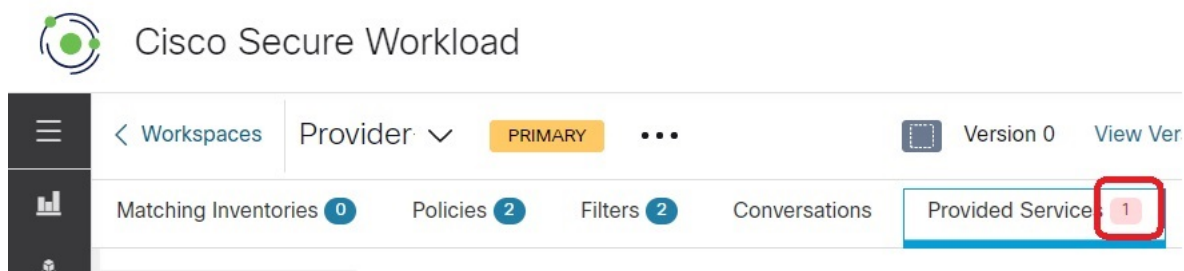 Cisco Secure Workload
Workspaces Provider PRIMARY Version 0 View Ver
Matching Inventories 0 Policies 2 Filters 2 Conversations Provided Services 1